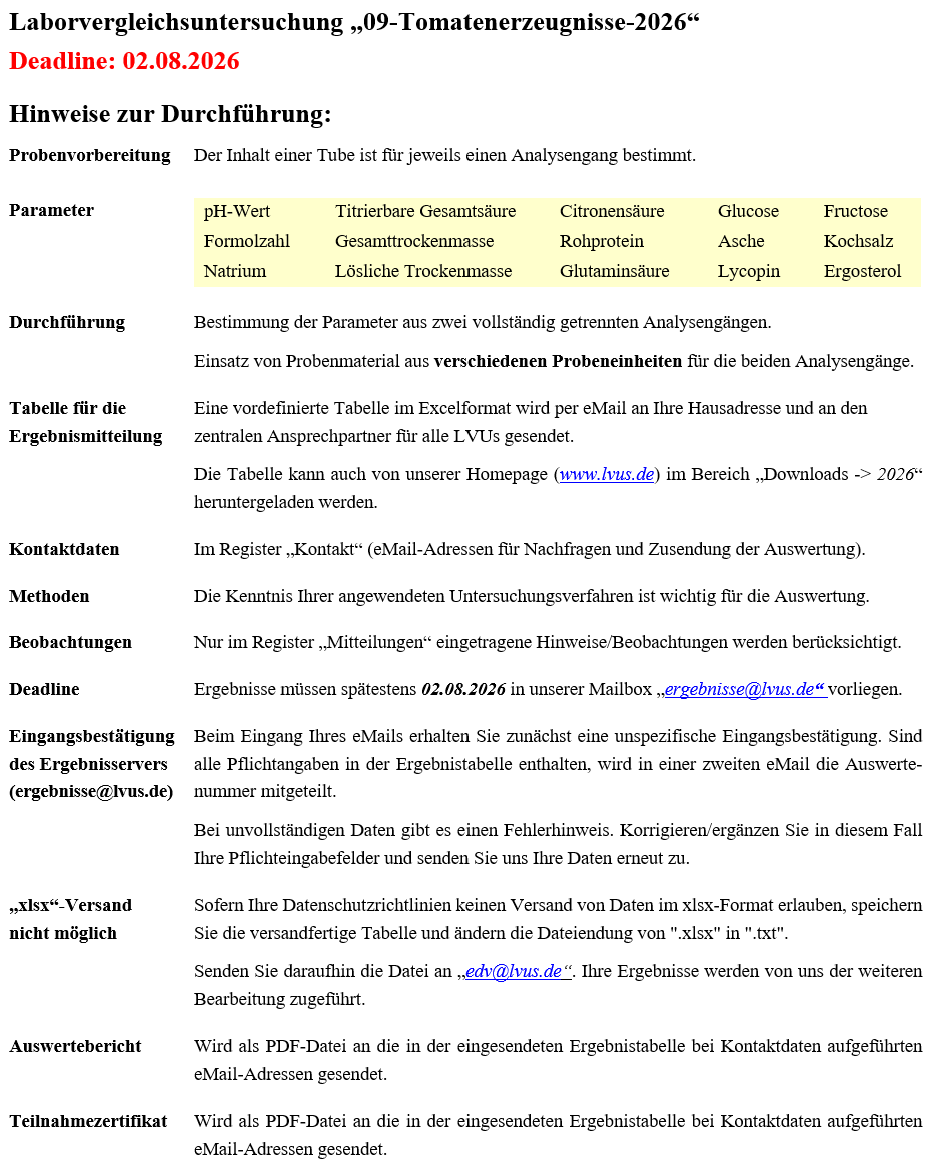 Laborvergleichsuntersuchung „09-Tomatenerzeugnisse-2026“
Deadline: 02.08.2026
Hinweise zur Durchführung:
Probenvorbereitung Der Inhalt einer Tube ist für jeweils einen Analysengang bestimmt.
Parameter pH-Wert Titrierbare Gesamtsäure Citronensäure Glucose Fructose
Formolzahl Gesamttrockenmasse Rohprotein Asche Kochsalz
Natrium Lösliche Trockenmasse Glutaminsäure Lycopin Ergosterol
Durchführung Bestimmung der Parameter aus zwei vollständig getrennten Analysengängen.
Einsatz von Probenmaterial aus verschiedenen Probeneinheiten für die beiden Analysengänge.
Tabelle für die Eine vordefinierte Tabelle im Excelformat wird per eMail an Ihre Hausadresse und an den
Ergebnismitteilung zentralen Ansprechpartner für alle LVUs gesendet.
Die Tabelle kann auch von unserer Homepage (www.lvus.de) im Bereich „Downloads -> 2026“
heruntergeladen werden.
Kontaktdaten Im Register „Kontakt“ (eMail-Adressen für Nachfragen und Zusendung der Auswertung).
Methoden Die Kenntnis Ihrer angewendeten Untersuchungsverfahren ist wichtig für die Auswertung.
Beobachtungen Nur im Register „Mitteilungen“ eingetragene Hinweise/Beobachtungen werden berücksichtigt.
Deadline Ergebnisse müssen spätestens 02.08.2026 in unserer Mailbox „ergebnisse@lvus.de“ vorliegen.
Eingangsbestätigung Beim Eingang Ihres eMails erhalten Sie zunächst eine unspezifische Eingangsbestätigung. Sind
des Ergebnisservers alle Pflichtangaben in der Ergebnistabelle enthalten, wird in einer zweiten eMail die Auswerte-
(ergebnisse@lvus.de) nummer mitgeteilt.
Bei unvollständigen Daten gibt es einen Fehlerhinweis. Korrigieren/ergänzen Sie in diesem Fall
Ihre Pflichteingabefelder und senden Sie uns Ihre Daten erneut zu.
„xlsx“-Versand Sofern Ihre Datenschutzrichtlinien keinen Versand von Daten im xlsx-Format erlauben, speichern
nicht möglich Sie die versandfertige Tabelle und ändern die Dateiendung von ".xlsx" in ".txt".
Senden Sie daraufhin die Datei an „edv@lvus.de“. Ihre Ergebnisse werden von uns der weiteren
Bearbeitung zugeführt.
Auswertebericht Wird als PDF-Datei an die in der eingesendeten Ergebnistabelle bei Kontaktdaten aufgeführten
eMail-Adressen gesendet.
Teilnahmezertifikat Wird als PDF-Datei an die in der eingesendeten Ergebnistabelle bei Kontaktdaten aufgeführten
eMail-Adressen gesendet.